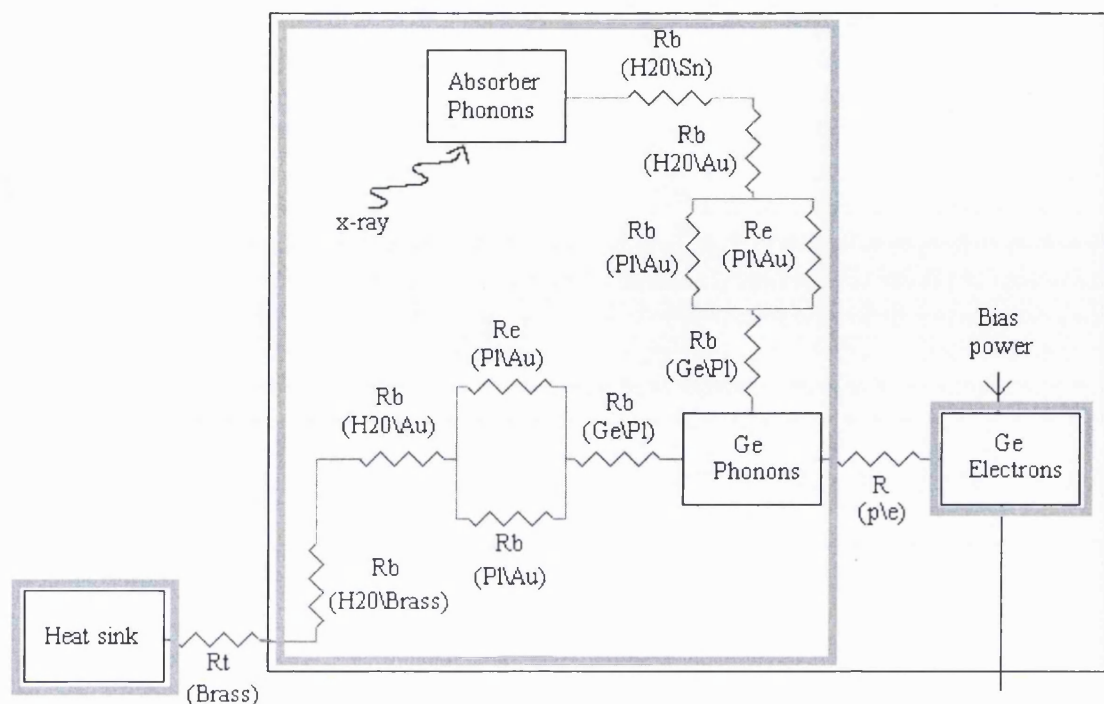 Rb
(H20\Sn)
Absorber
Phonons
Rb
(H20\Au)
x-ray
Rb
(Pl\Au)
Re
(Pl\Au)
Bias
power
Re
(Pl\Au)
Rb
(Ge\Pl)
Rb
(H20\Au)
Rb
(Ge\Pl)
Ge
Phonons
Ge
Electrons
R
(p\e)
Rb
(Pl\Au)
Rb
(H20\Brass)
Heat sink
Rt
(Brass)